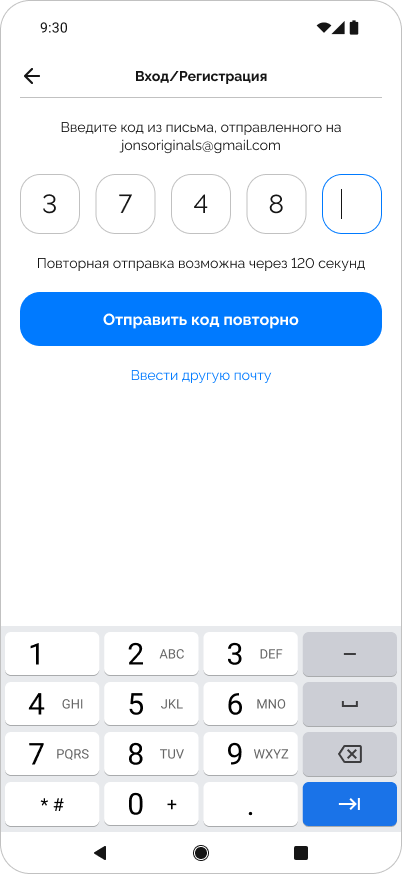 9:30
Вход/Регистрация
Введите код из письма, отправленного на
jonsoriginals@gmail.com
3 7 4 8
Повторная отправка возможна через 120 секунд
Отправить код повторно
Ввести другую почту
1 2 ABC 3 DEF –
4 GHI 5 JKL 6 MNO
7 PQRS 8 TUV 9 WXYZ
* # 0 + .